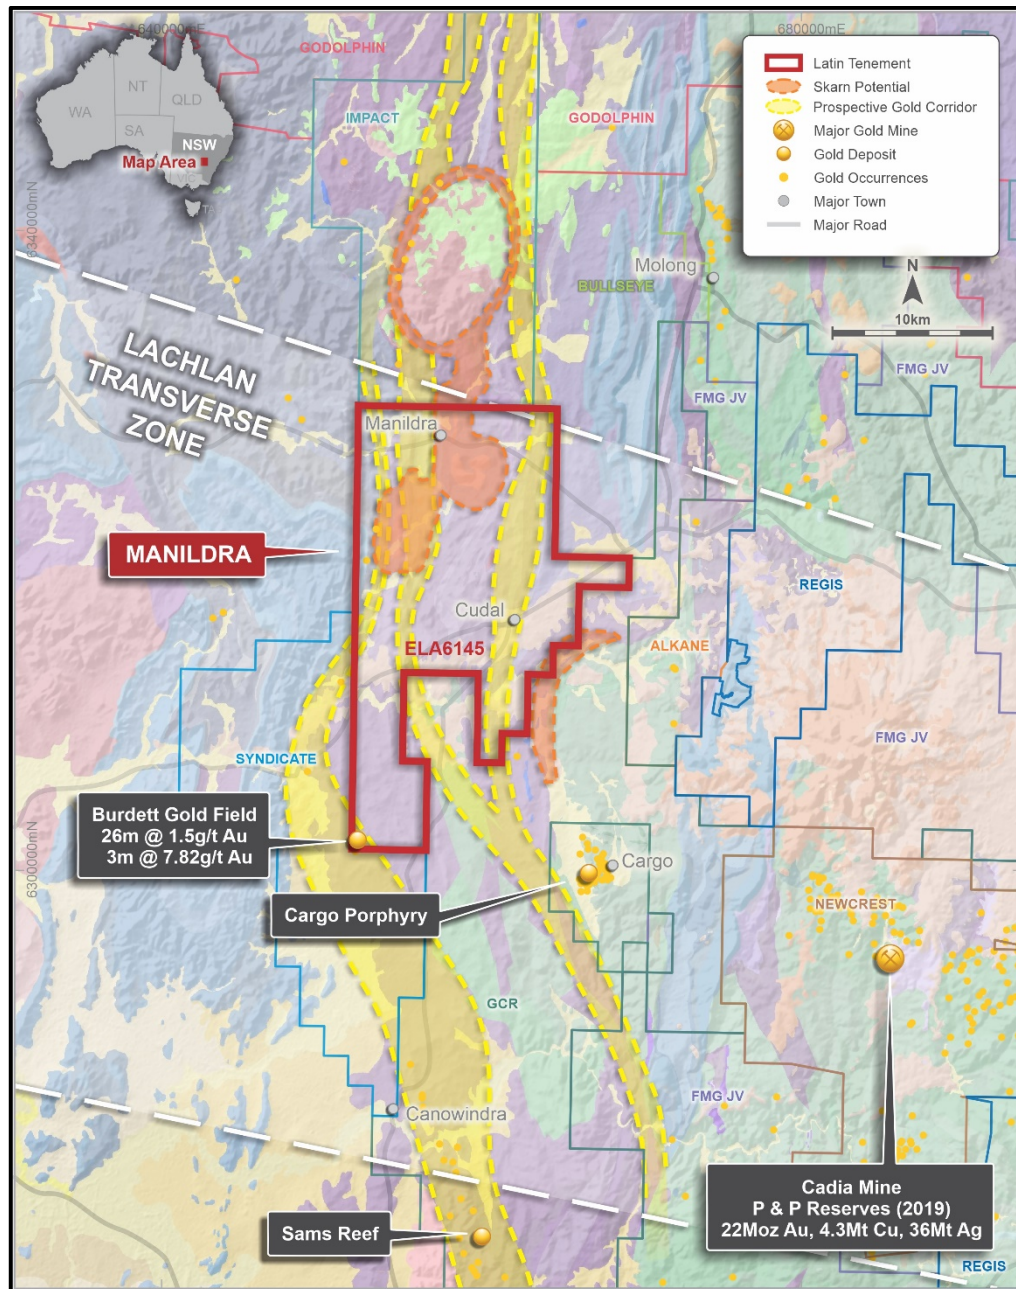 640000mE
680000mE
GODOLPHIN
NT
QLD
WA
SA
NSW
Map Area
Latin Tenement
Skarn Potential
Prospective Gold Corridor
Major Gold Mine
Gold Deposit
Gold Occurrences
Major Town
Major Road
IMPACT
GODOLPHIN
6340000mN
Molong
BULLSEYE
N
10km
LACHLAN
TRANSVERSE
ZONE
FMG JV
FMG JV
FMG JV
Manildra
MANILDRA
REGIS
Cudal
ELA6145
ALKANE
FMG JV
SYNDICATE
Burdett Gold Field
26m @ 1.5g/t Au
3m @ 7.82g/t Au
6300000mN
Cargo
Cargo Porphyry
NEWCREST
GCR
Canowindra
FMG JV
Cadia Mine
P & P Reserves (2019)
22Moz Au, 4.3Mt Cu, 36Mt Ag
Sams Reef
REGIS